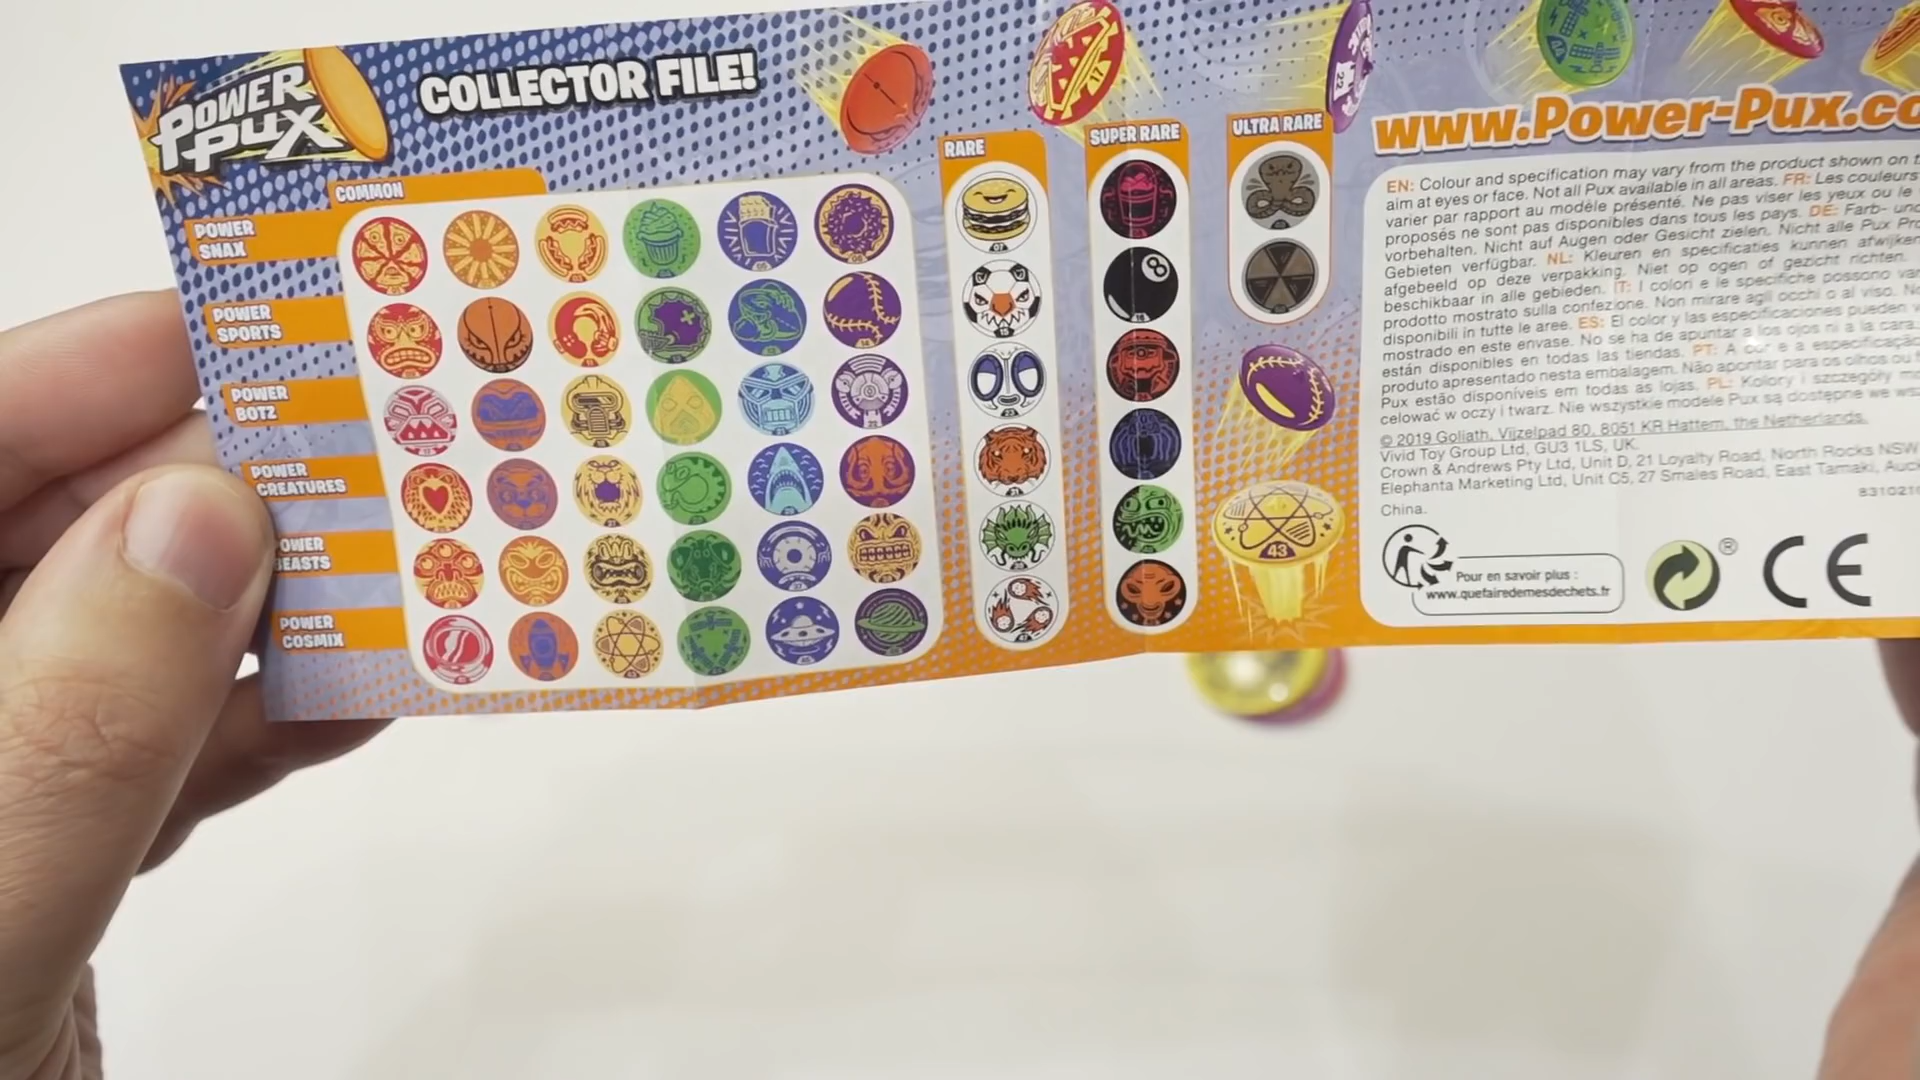 POWER
PUX
COLLECTOR FILE!
COMMON
RARE
SUPER RARE
ULTRA RARE
POWER
SNAX
POWER
SPORTS
POWER
BOTZ
POWER
CREATURES
OWER
BEASTS
POWER
COSMIX
43
www.Power-Pux.co
EN: Colour and specification may vary from the product shown on
aim at eyes or face. Not all Pux available in all areas. FR: Les couleurs
varier par rapport au modèle présenté. Ne pas viser les yeux ou le
proposés ne sont pas disponibles dans tous les pays. DE: Farb- und
vorbehalten. Nicht auf Augen oder Gesicht zielen. Nicht alle Pux Pro
Gebieten verfügbar. NL: Kleuren en specificaties kunnen afwijken
afgebeeld op deze verpakking. Niet op ogen of gezicht richten.
beschikbaar in alle gebieden. IT: I colori e le specifiche possono var
prodotto mostrato sulla confezione. Non mirare agli occhi o al viso. No
disponibili in tutte le aree. ES: El color y las especificaciones pueden v
mostrado en este envase. No se ha de apuntar a los ojos ni a la cara.
están disponibles en todas las tiendas. PT: A cor e a especificação
produto apresentado nesta embalagem. Não apontar para os olhos ou
Pux estão disponíveis em todas as lojas. PL: Kolory i szczegóły mo
celować w oczy i twarz. Nie wszystkie modele Pux są dostępne we ws
© 2019 Goliath, Vijzelpad 80, 8051 KR Hattem, the Netherlands.
Vivid Toy Group Ltd, GU3 1LS, UK.
Crown & Andrews Pty Ltd, Unit D, 21 Loyalty Road, North Rocks NSW
Elephanta Marketing Ltd, Unit C5, 27 Smales Road, East Tamaki, Auck
China.
Pour en savoir plus :
www.quefairedemesdechets.fr
®
CE